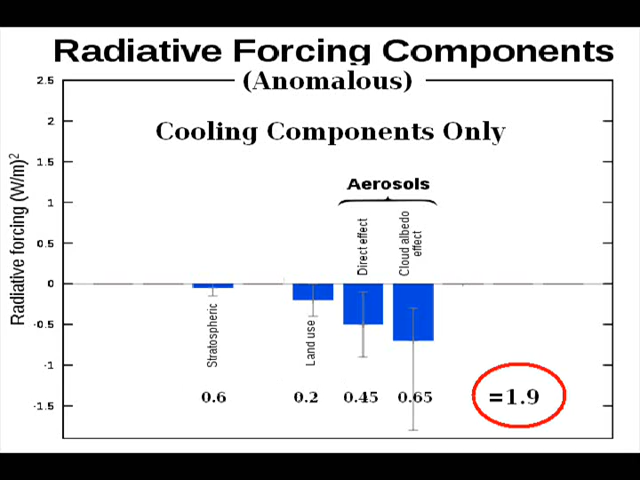 Radiative Forcing Components
(Anomalous)
Cooling Components Only
Aerosols
Radiative forcing (W/m)²
2.5
2
1.5
1
0.5
0
-0.5
-1
-1.5
Stratospheric
Land use
Direct effect
Cloud albedo
effect
0.6 0.2 0.45 0.65 =1.9